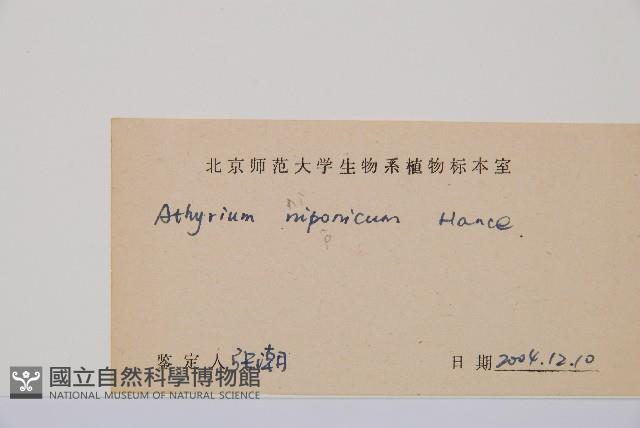 北京师范大学生物系植物标本室
Athyrium niponicum Hance
鉴定人 张潮 日期 2004.12.10
國立自然科學博物館
NATIONAL MUSEUM OF NATURAL SCIENCE